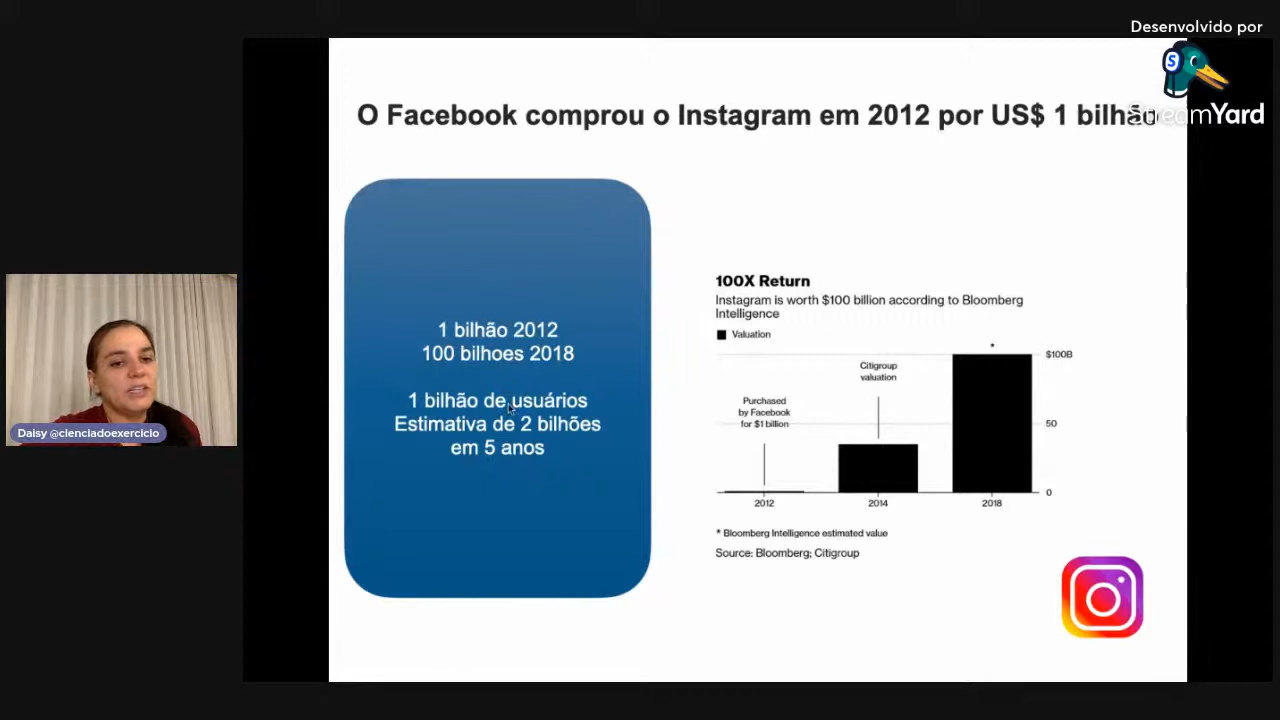 Desenvolvido por
StreamYard
O Facebook comprou o Instagram em 2012 por US$ 1 bilhão
1 bilhão 2012
100 bilhoes 2018
1 bilhão de usuários
Estimativa de 2 bilhões
em 5 anos
100X Return
Instagram is worth $100 billion according to Bloomberg
Intelligence
Valuation
*
$100B
Citigroup
valuation
Purchased
by Facebook
for $1 billion
50
0
2012
2014
2018
* Bloomberg Intelligence estimated value
Source: Bloomberg; Citigroup
Daisy @cienciadoexercicio